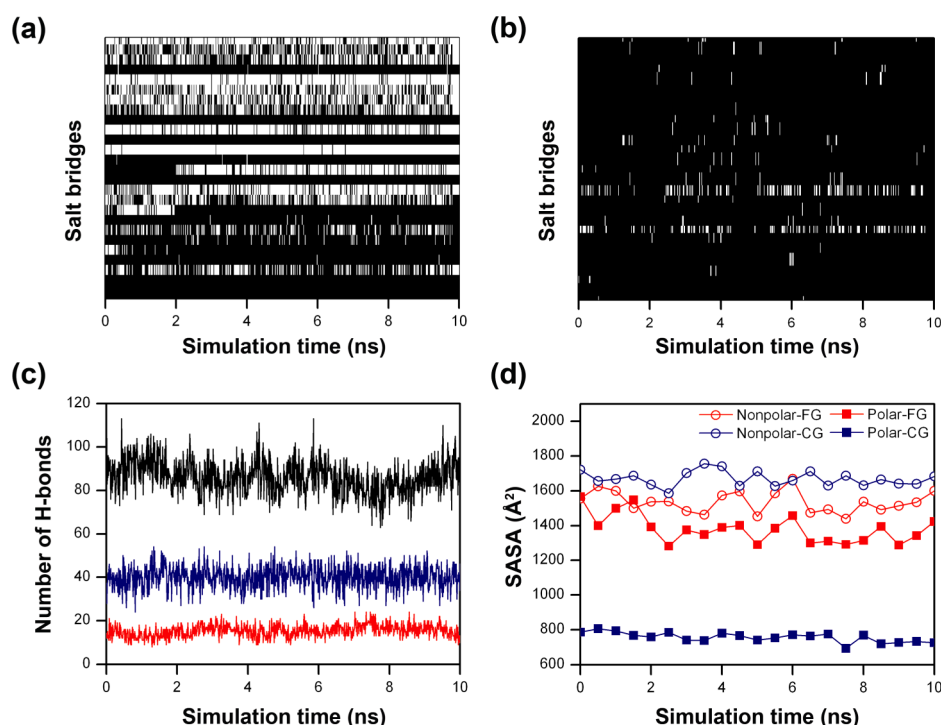 (a)
Salt bridges
0 2 4 6 8 10
Simulation time (ns)
(b)
Salt bridges
0 2 4 6 8 10
Simulation time (ns)
(c)
Number of H-bonds
120
100
80
60
40
20
0
0 2 4 6 8 10
Simulation time (ns)
(d)
SASA (Å²)
2000
1800
1600
1400
1200
1000
800
600
Nonpolar-FG Polar-FG
Nonpolar-CG Polar-CG
0 2 4 6 8 10
Simulation time (ns)